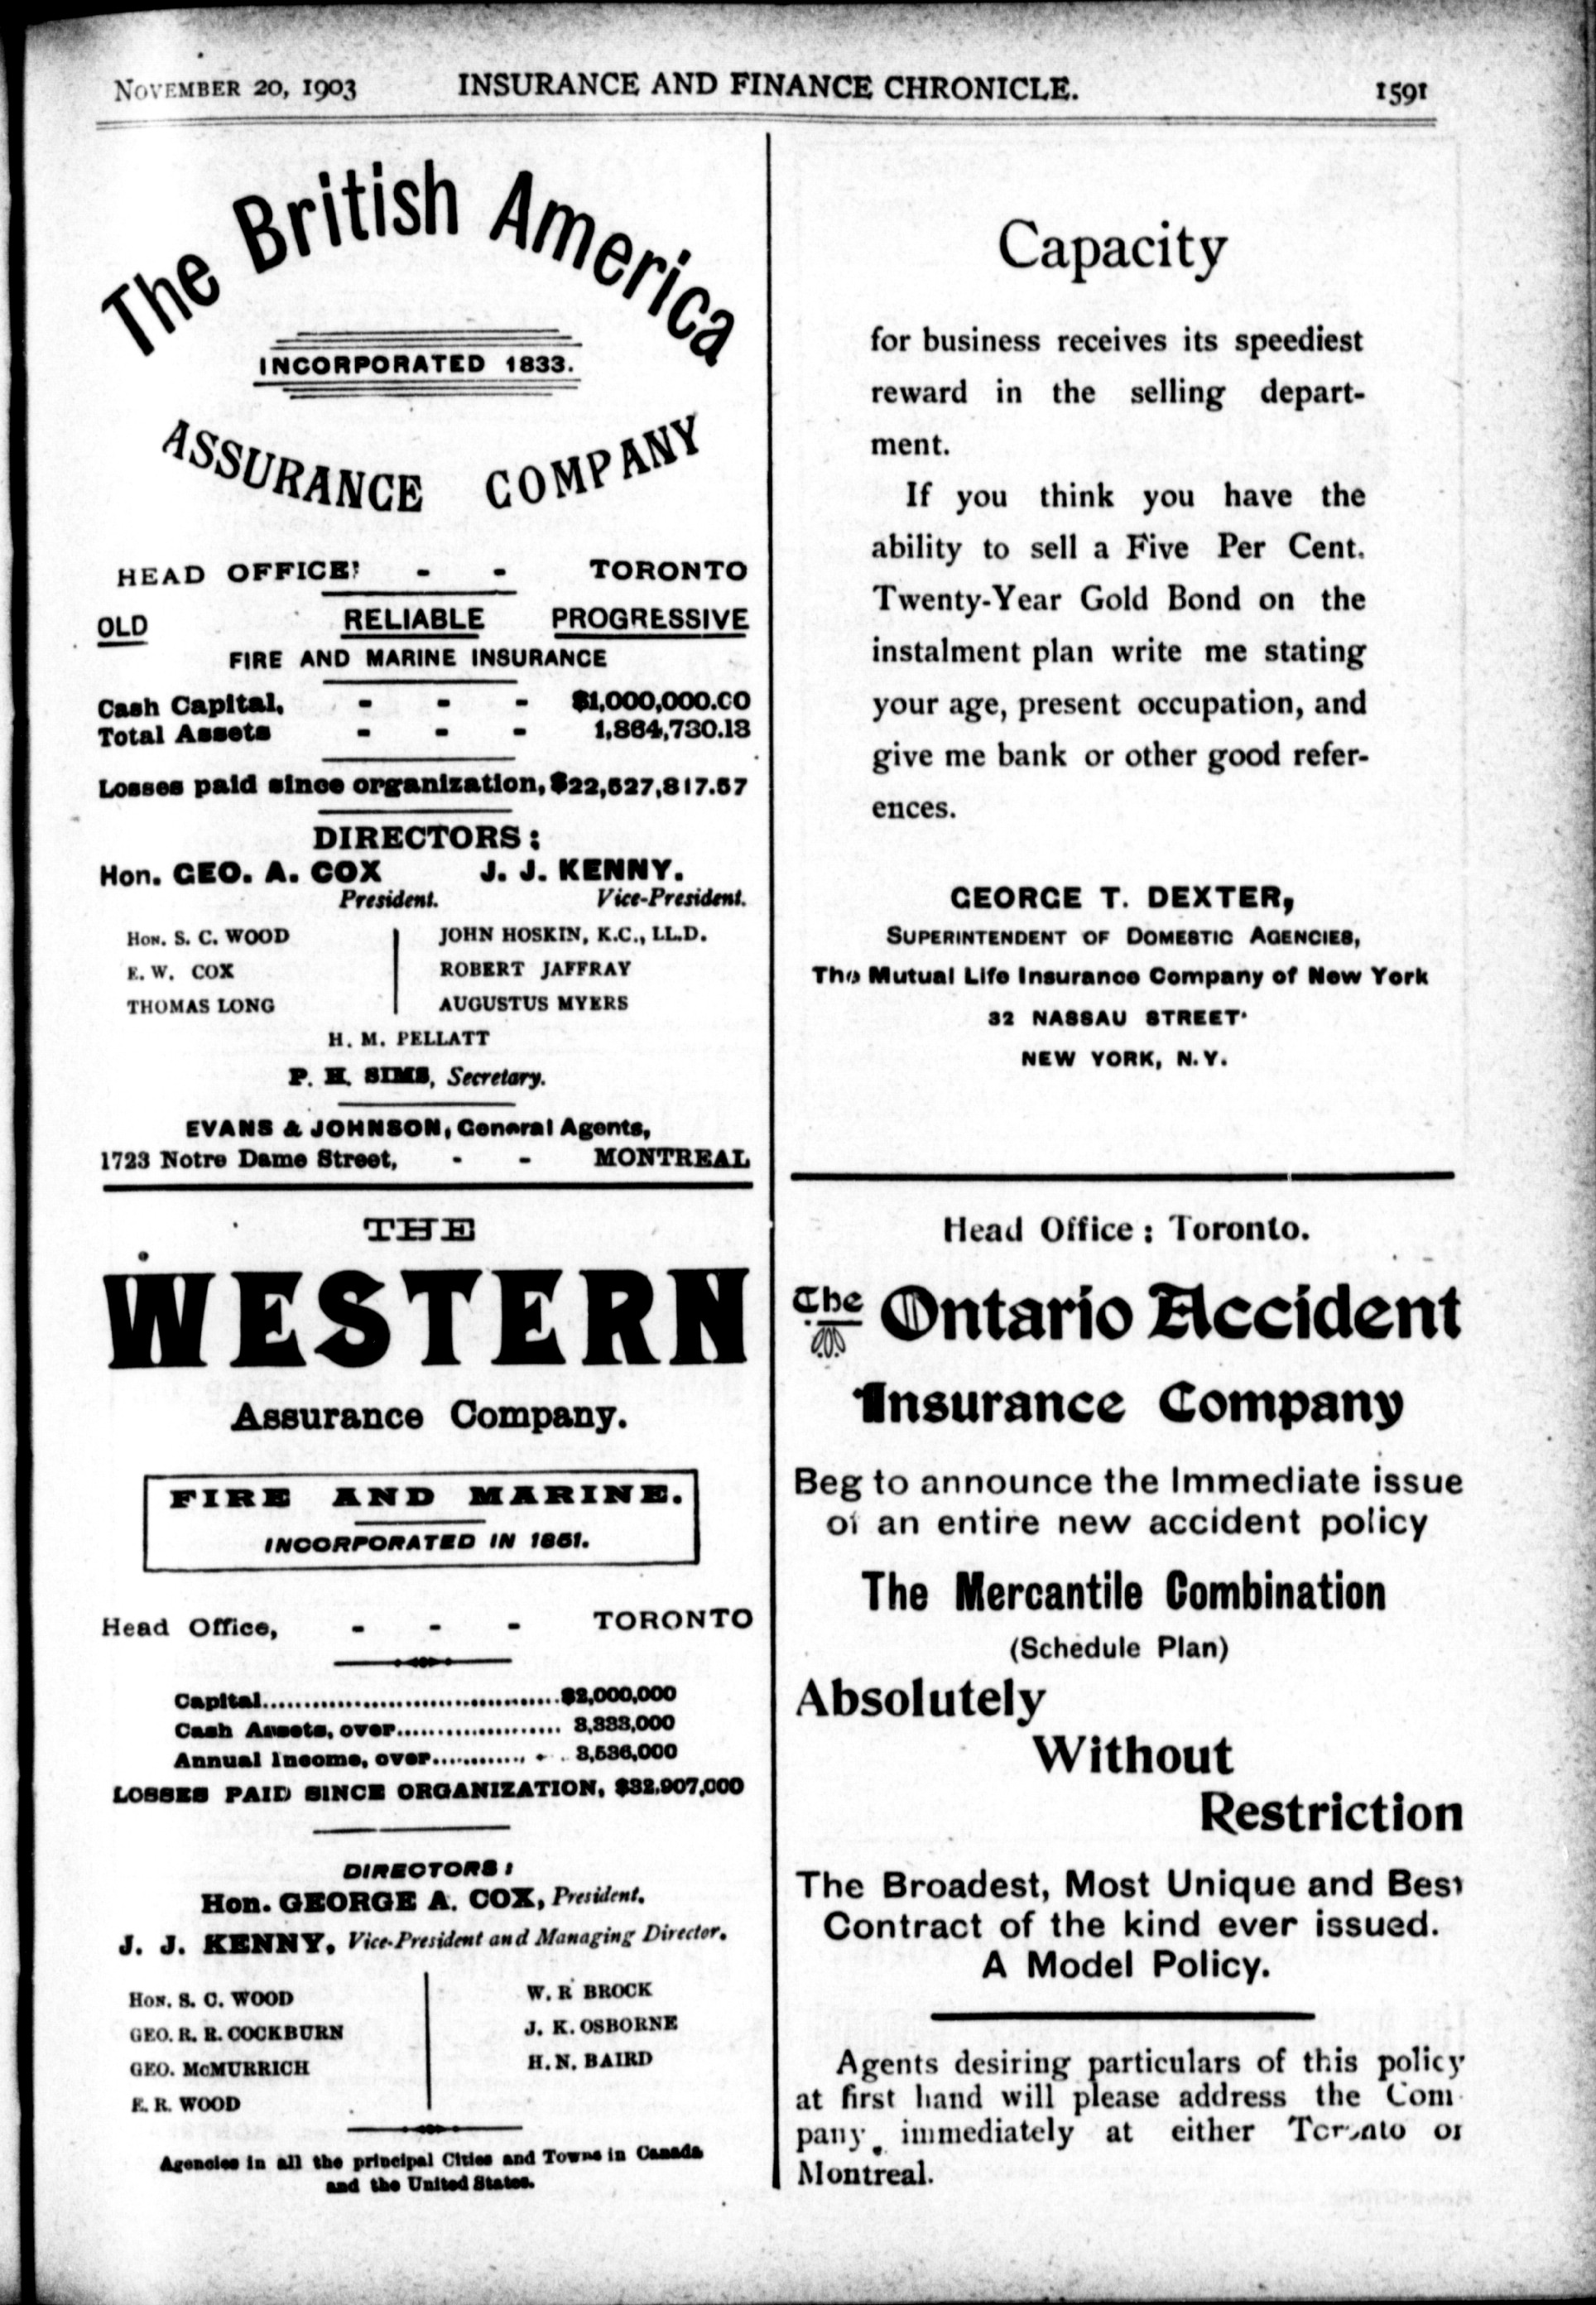 NOVEMBER 20, 1903 INSURANCE AND FINANCE CHRONICLE. 1591
The British America
INCORPORATED 1833.
ASSURANCE COMPANY
HEAD OFFICE: - - TORONTO
OLD RELIABLE PROGRESSIVE
FIRE AND MARINE INSURANCE
Cash Capital, - - - $1,000,000.00
Total Assets - - - 1,864,730.13
Losses paid since organization, $22,527,817.57
DIRECTORS:
Hon. GEO. A. COX J. J. KENNY.
President. Vice-President.
HON. S. C. WOOD JOHN HOSKIN, K.C., LL.D.
E. W. COX ROBERT JAFFRAY
THOMAS LONG AUGUSTUS MYERS
H. M. PELLATT
P. H. SIMS, Secretary.
EVANS & JOHNSON, General Agents,
1723 Notre Dame Street, - - MONTREAL
THE
WESTERN
Assurance Company.
FIRE AND MARINE.
INCORPORATED IN 1851.
Head Office, - - - TORONTO
Capital.................................... $2,000,000
Cash Assets, over.................... 3,333,000
Annual Income, over............ 3,536,000
LOSSES PAID SINCE ORGANIZATION, $32,907,000
DIRECTORS:
Hon. GEORGE A. COX, President.
J. J. KENNY, Vice-President and Managing Director.
HON. S. C. WOOD W. R BROCK
GEO. R. R. COCKBURN J. K. OSBORNE
GEO. McMURRICH H. N. BAIRD
E. R. WOOD
Agencies in all the principal Cities and Towns in Canada
and the United States.
Capacity
for business receives its speediest
reward in the selling depart-
ment.
If you think you have the
ability to sell a Five Per Cent.
Twenty-Year Gold Bond on the
instalment plan write me stating
your age, present occupation, and
give me bank or other good refer-
ences.
GEORGE T. DEXTER,
SUPERINTENDENT OF DOMESTIC AGENCIES,
The Mutual Life Insurance Company of New York
32 NASSAU STREET
NEW YORK, N.Y.
Head Office: Toronto.
The Ontario Accident
Insurance Company
Beg to announce the Immediate issue
of an entire new accident policy
The Mercantile Combination
(Schedule Plan)
Absolutely
Without
Restriction
The Broadest, Most Unique and Best
Contract of the kind ever issued.
A Model Policy.
Agents desiring particulars of this policy
at first hand will please address the Com
pany immediately at either Toronto or
Montreal.